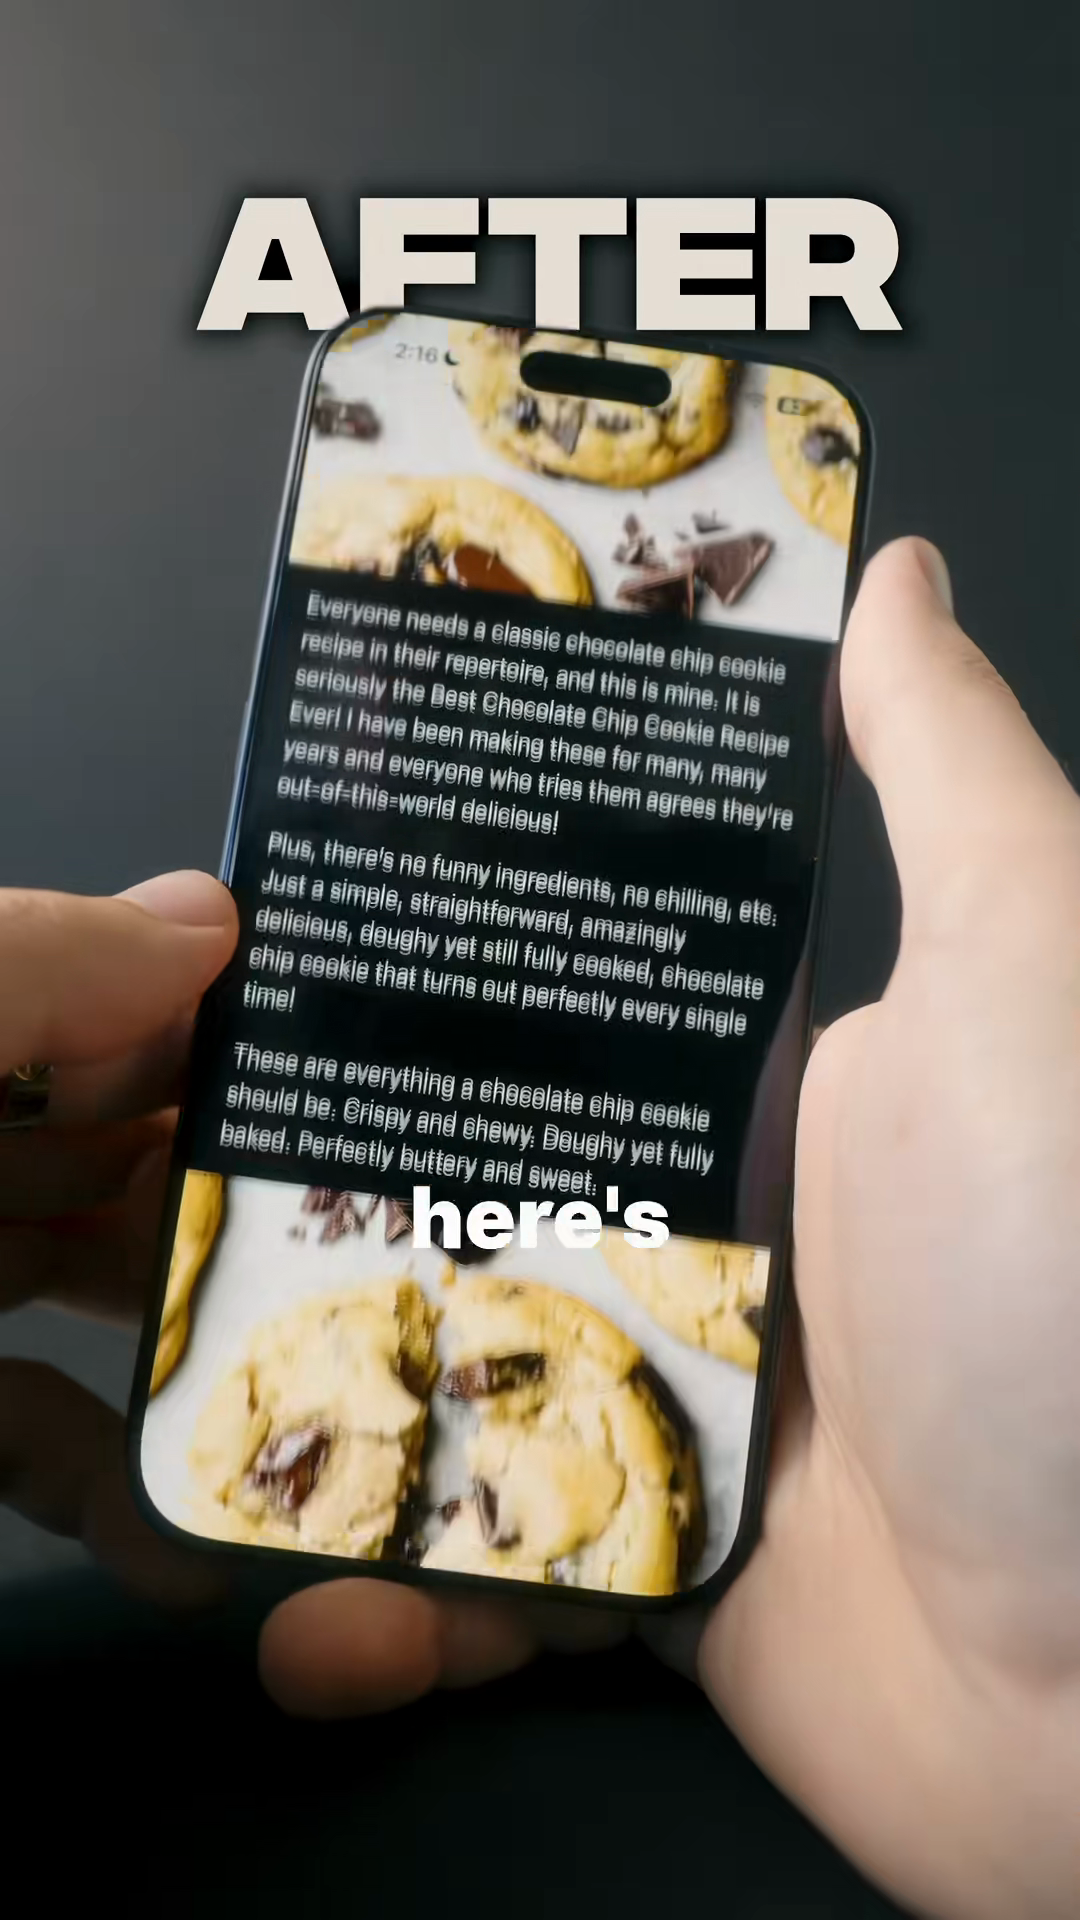 AFTER
2:16
83
Everyone needs a classic chocolate chip cookie
recipe in their repertoire, and this is mine. It is
seriously the Best Chocolate Chip Cookie Recipe
Ever! I have been making these for many, many
years and everyone who tries them agrees they're
out-of-this-world delicious!
Plus, there's no funny ingredients, no chilling, etc.
Just a simple, straightforward, amazingly
delicious, doughy yet still fully cooked, chocolate
chip cookie that turns out perfectly every single
time!
These are everything a chocolate chip cookie
should be. Crispy and chewy. Doughy yet fully
baked. Perfectly buttery and sweet.
here's